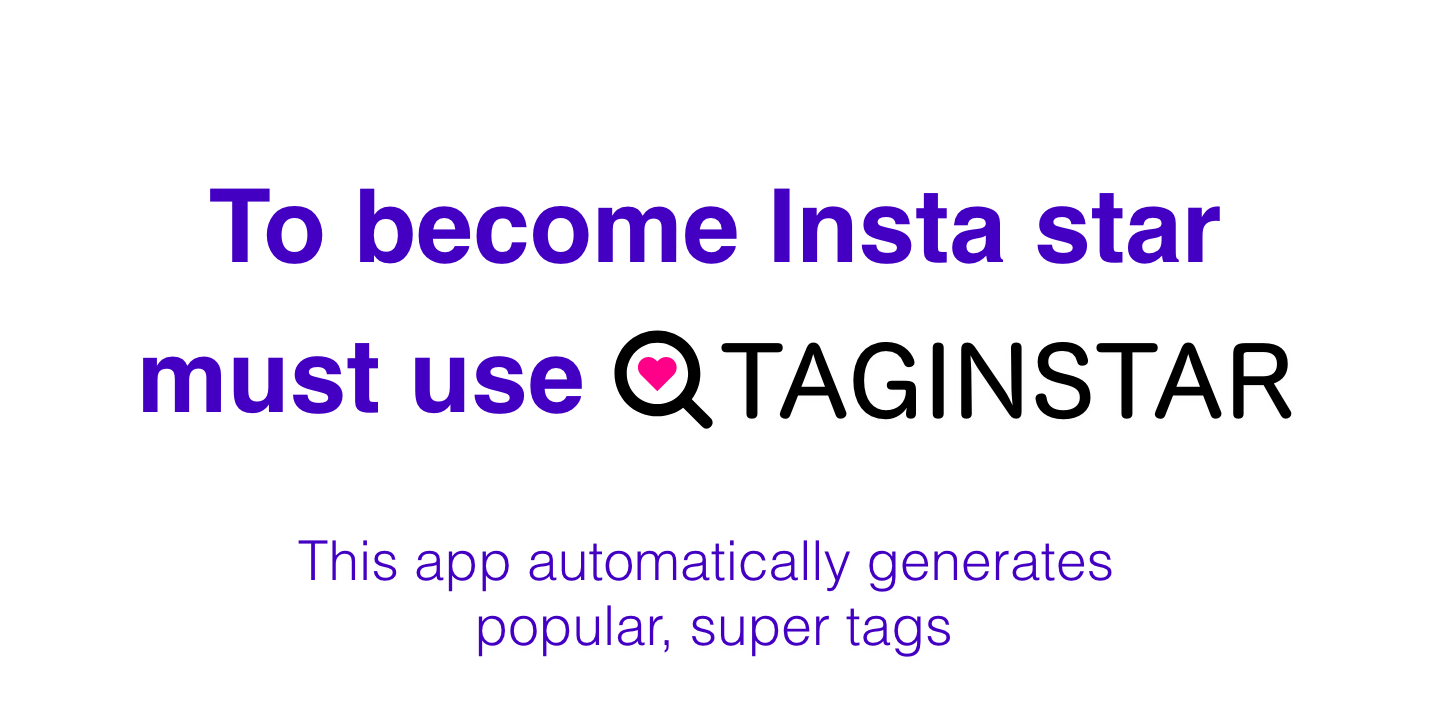 To become Insta star
must use TAGINSTAR
This app automatically generates
popular, super tags